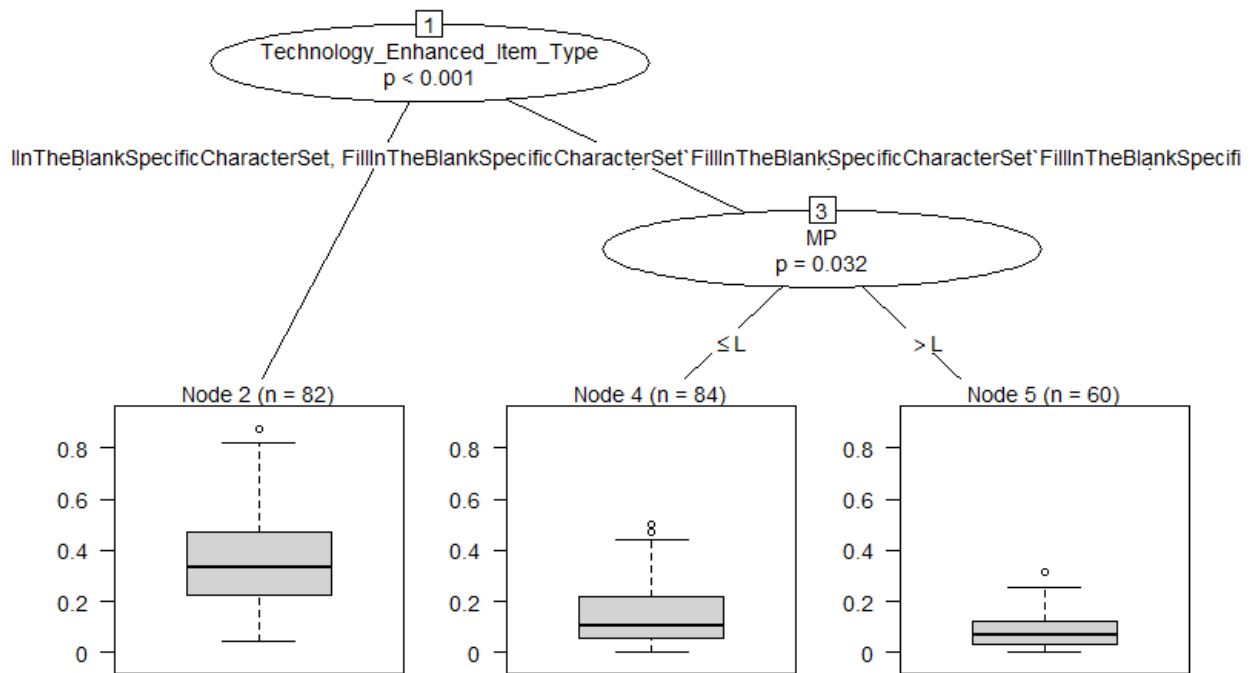 1
Technology_Enhanced_Item_Type
p < 0.001
llnTheBlankSpecificCharacterSet, FillInTheBlankSpecificCharacterSet`FillInTheBlankSpecificCharacterSet`FillInTheBlankSpecifi
3
MP
p = 0.032
≤ L
> L
Node 2 (n = 82)
Node 4 (n = 84)
Node 5 (n = 60)
0.8
0.6
0.4
0.2
0
0.8
0.6
0.4
0.2
0
0.8
0.6
0.4
0.2
0